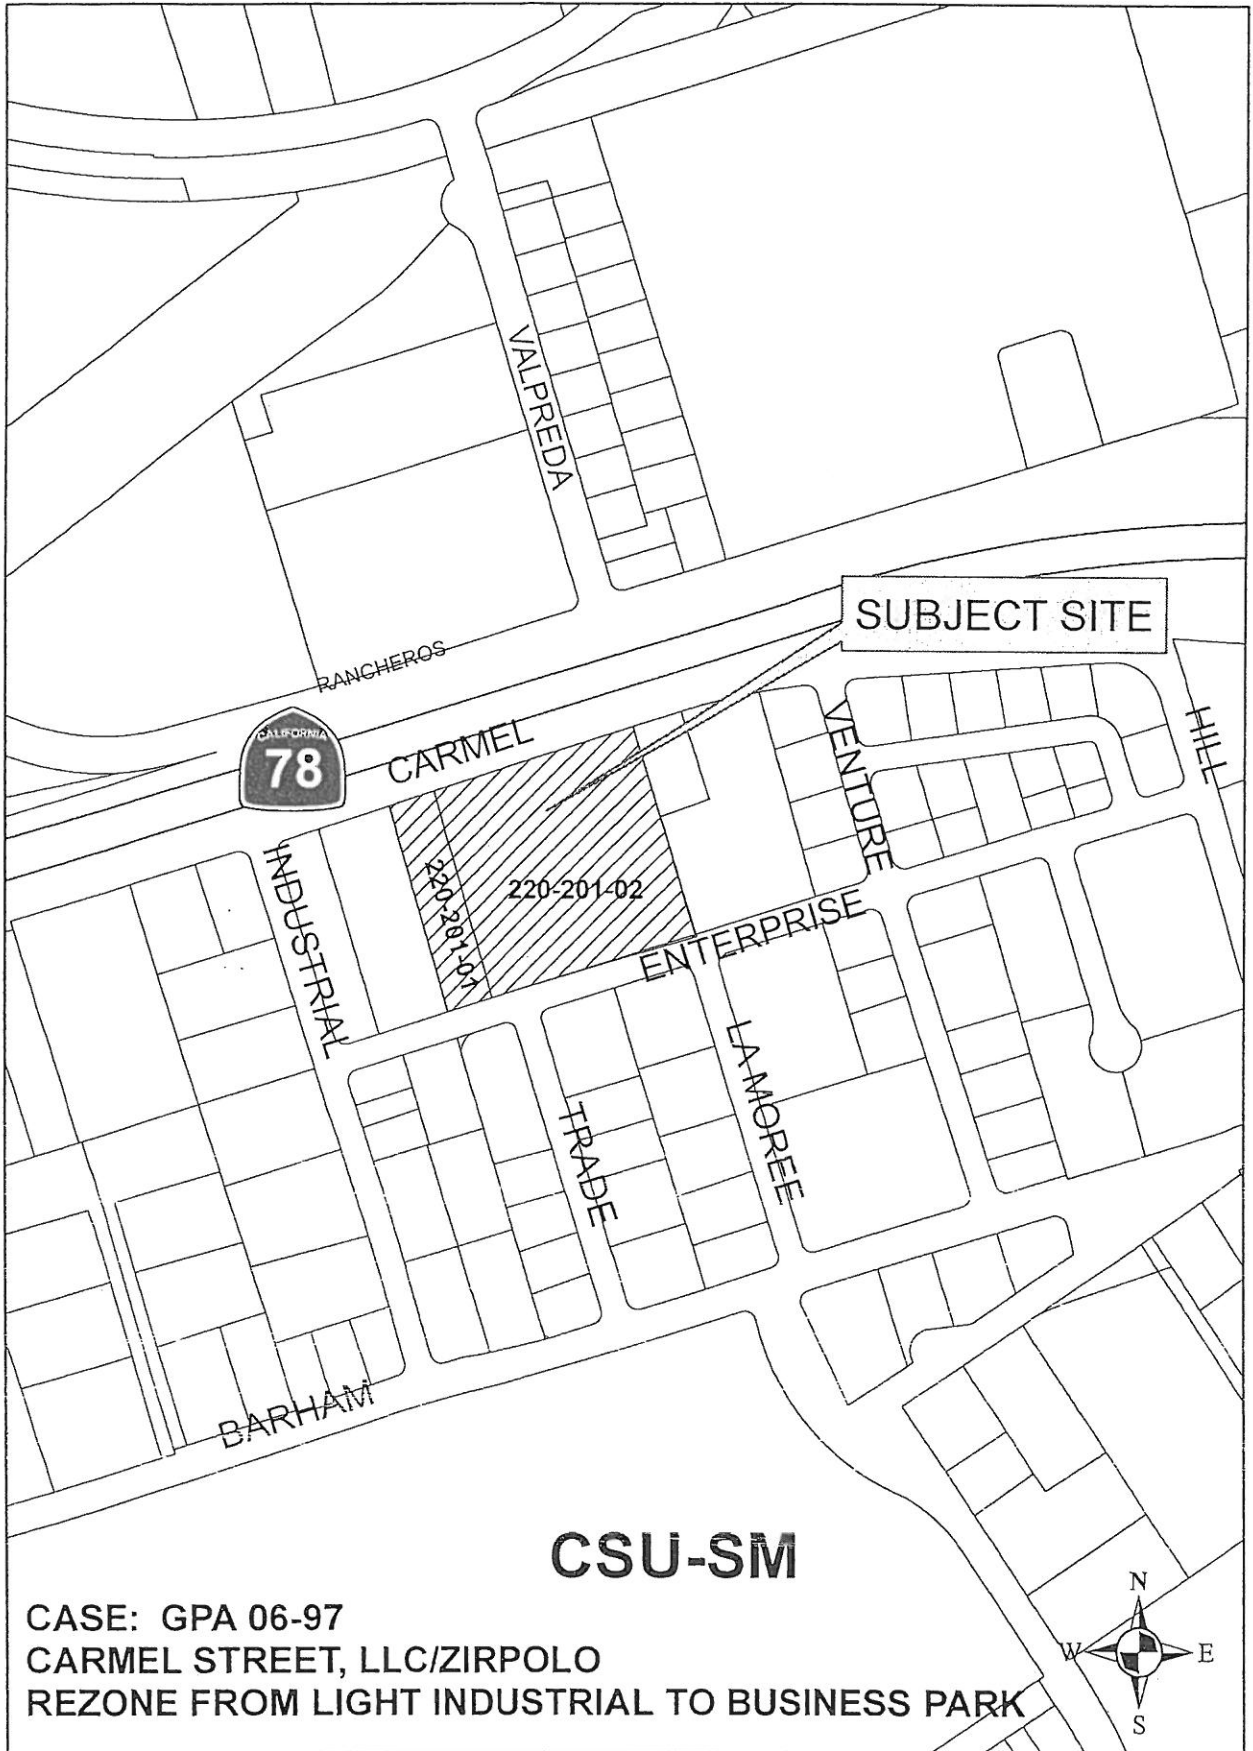 VALPREDA
SUBJECT SITE
RANCHEROS
CALIFORNIA
78
CARMEL
VENTURE
HILL
INDUSTRIAL
220-201-01
220-201-02
ENTERPRISE
LA MOREE
TRADE
BARHAM
CSU-SM
CASE: GPA 06-97
CARMEL STREET, LLC/ZIRPOLO
REZONE FROM LIGHT INDUSTRIAL TO BUSINESS PARK
N
W
E
S